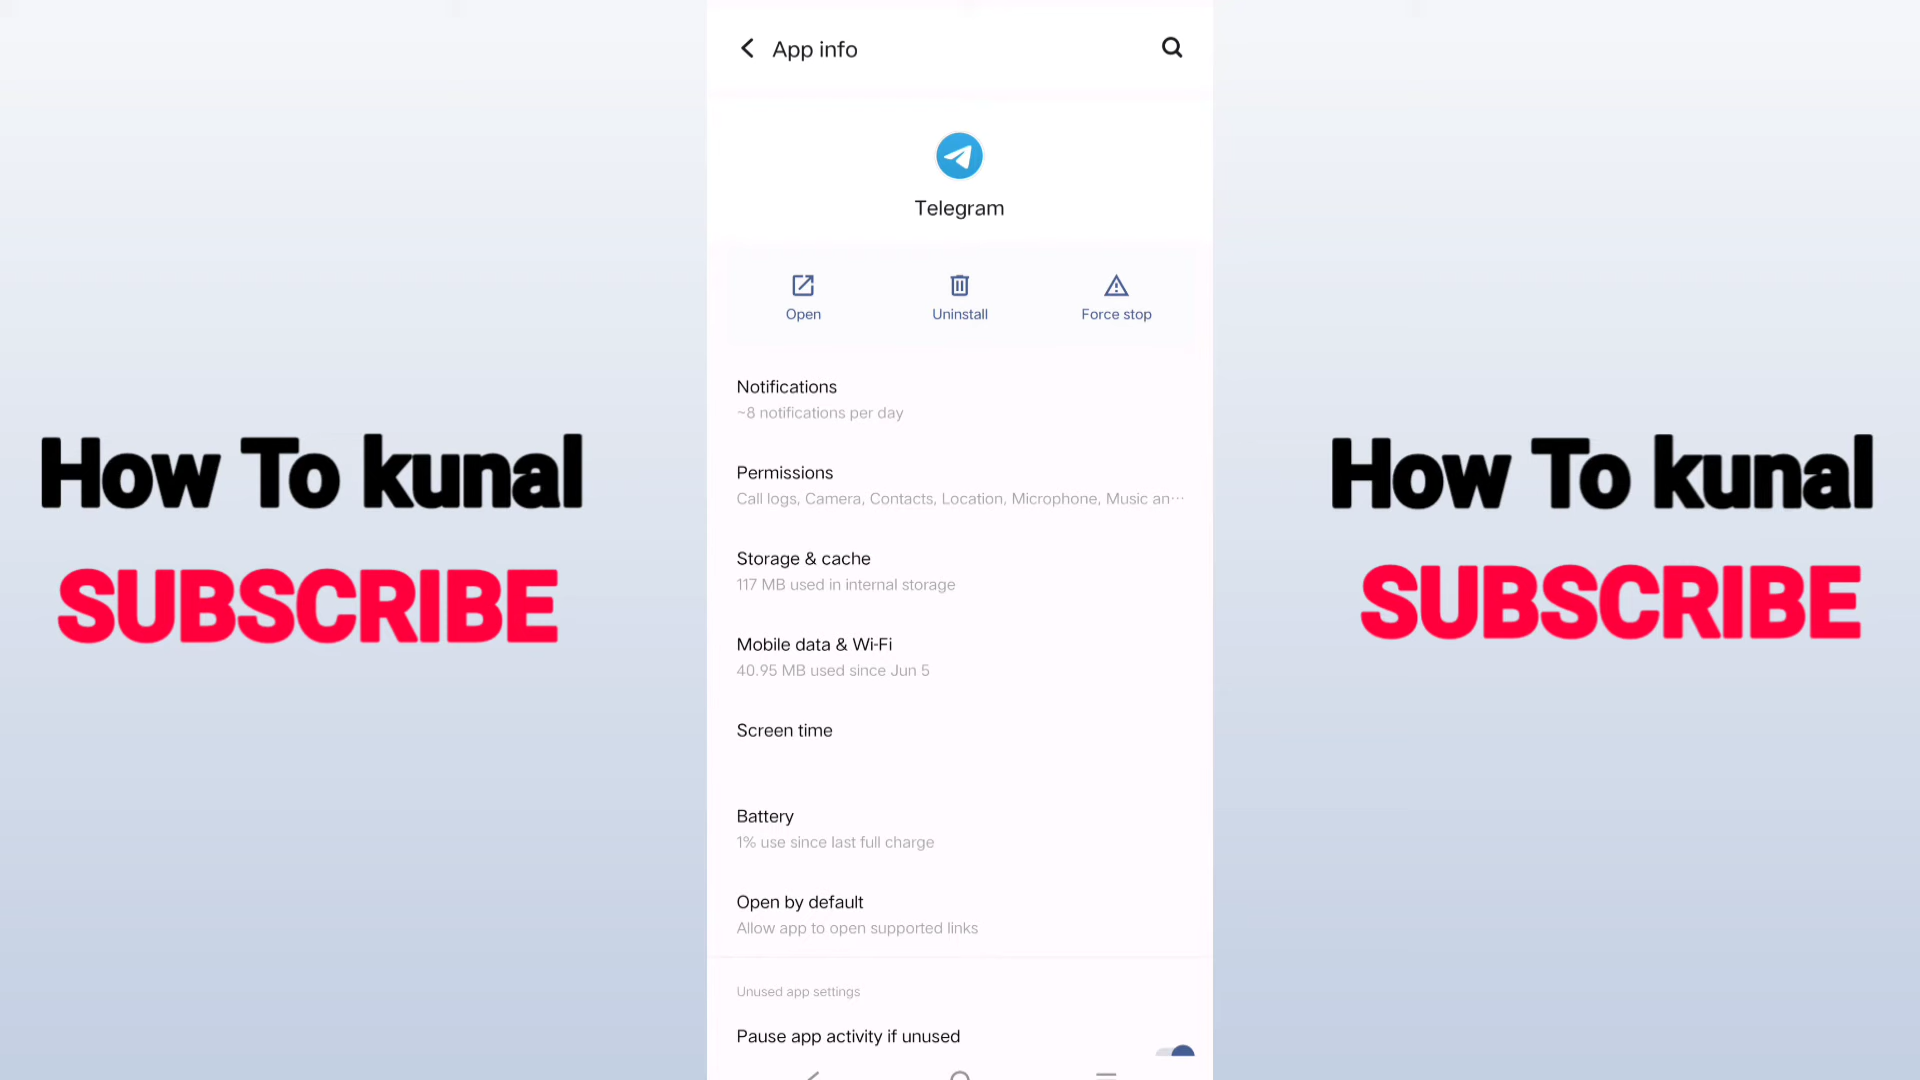 App info
Telegram
Open
Uninstall
Force stop
Notifications
~8 notifications per day
Permissions
Call logs, Camera, Contacts, Location, Microphone, Music an···
Storage & cache
117 MB used in internal storage
Mobile data & Wi-Fi
40.95 MB used since Jun 5
Screen time
Battery
1% use since last full charge
Open by default
Allow app to open supported links
Unused app settings
Pause app activity if unused
How To kunal
SUBSCRIBE
How To kunal
SUBSCRIBE